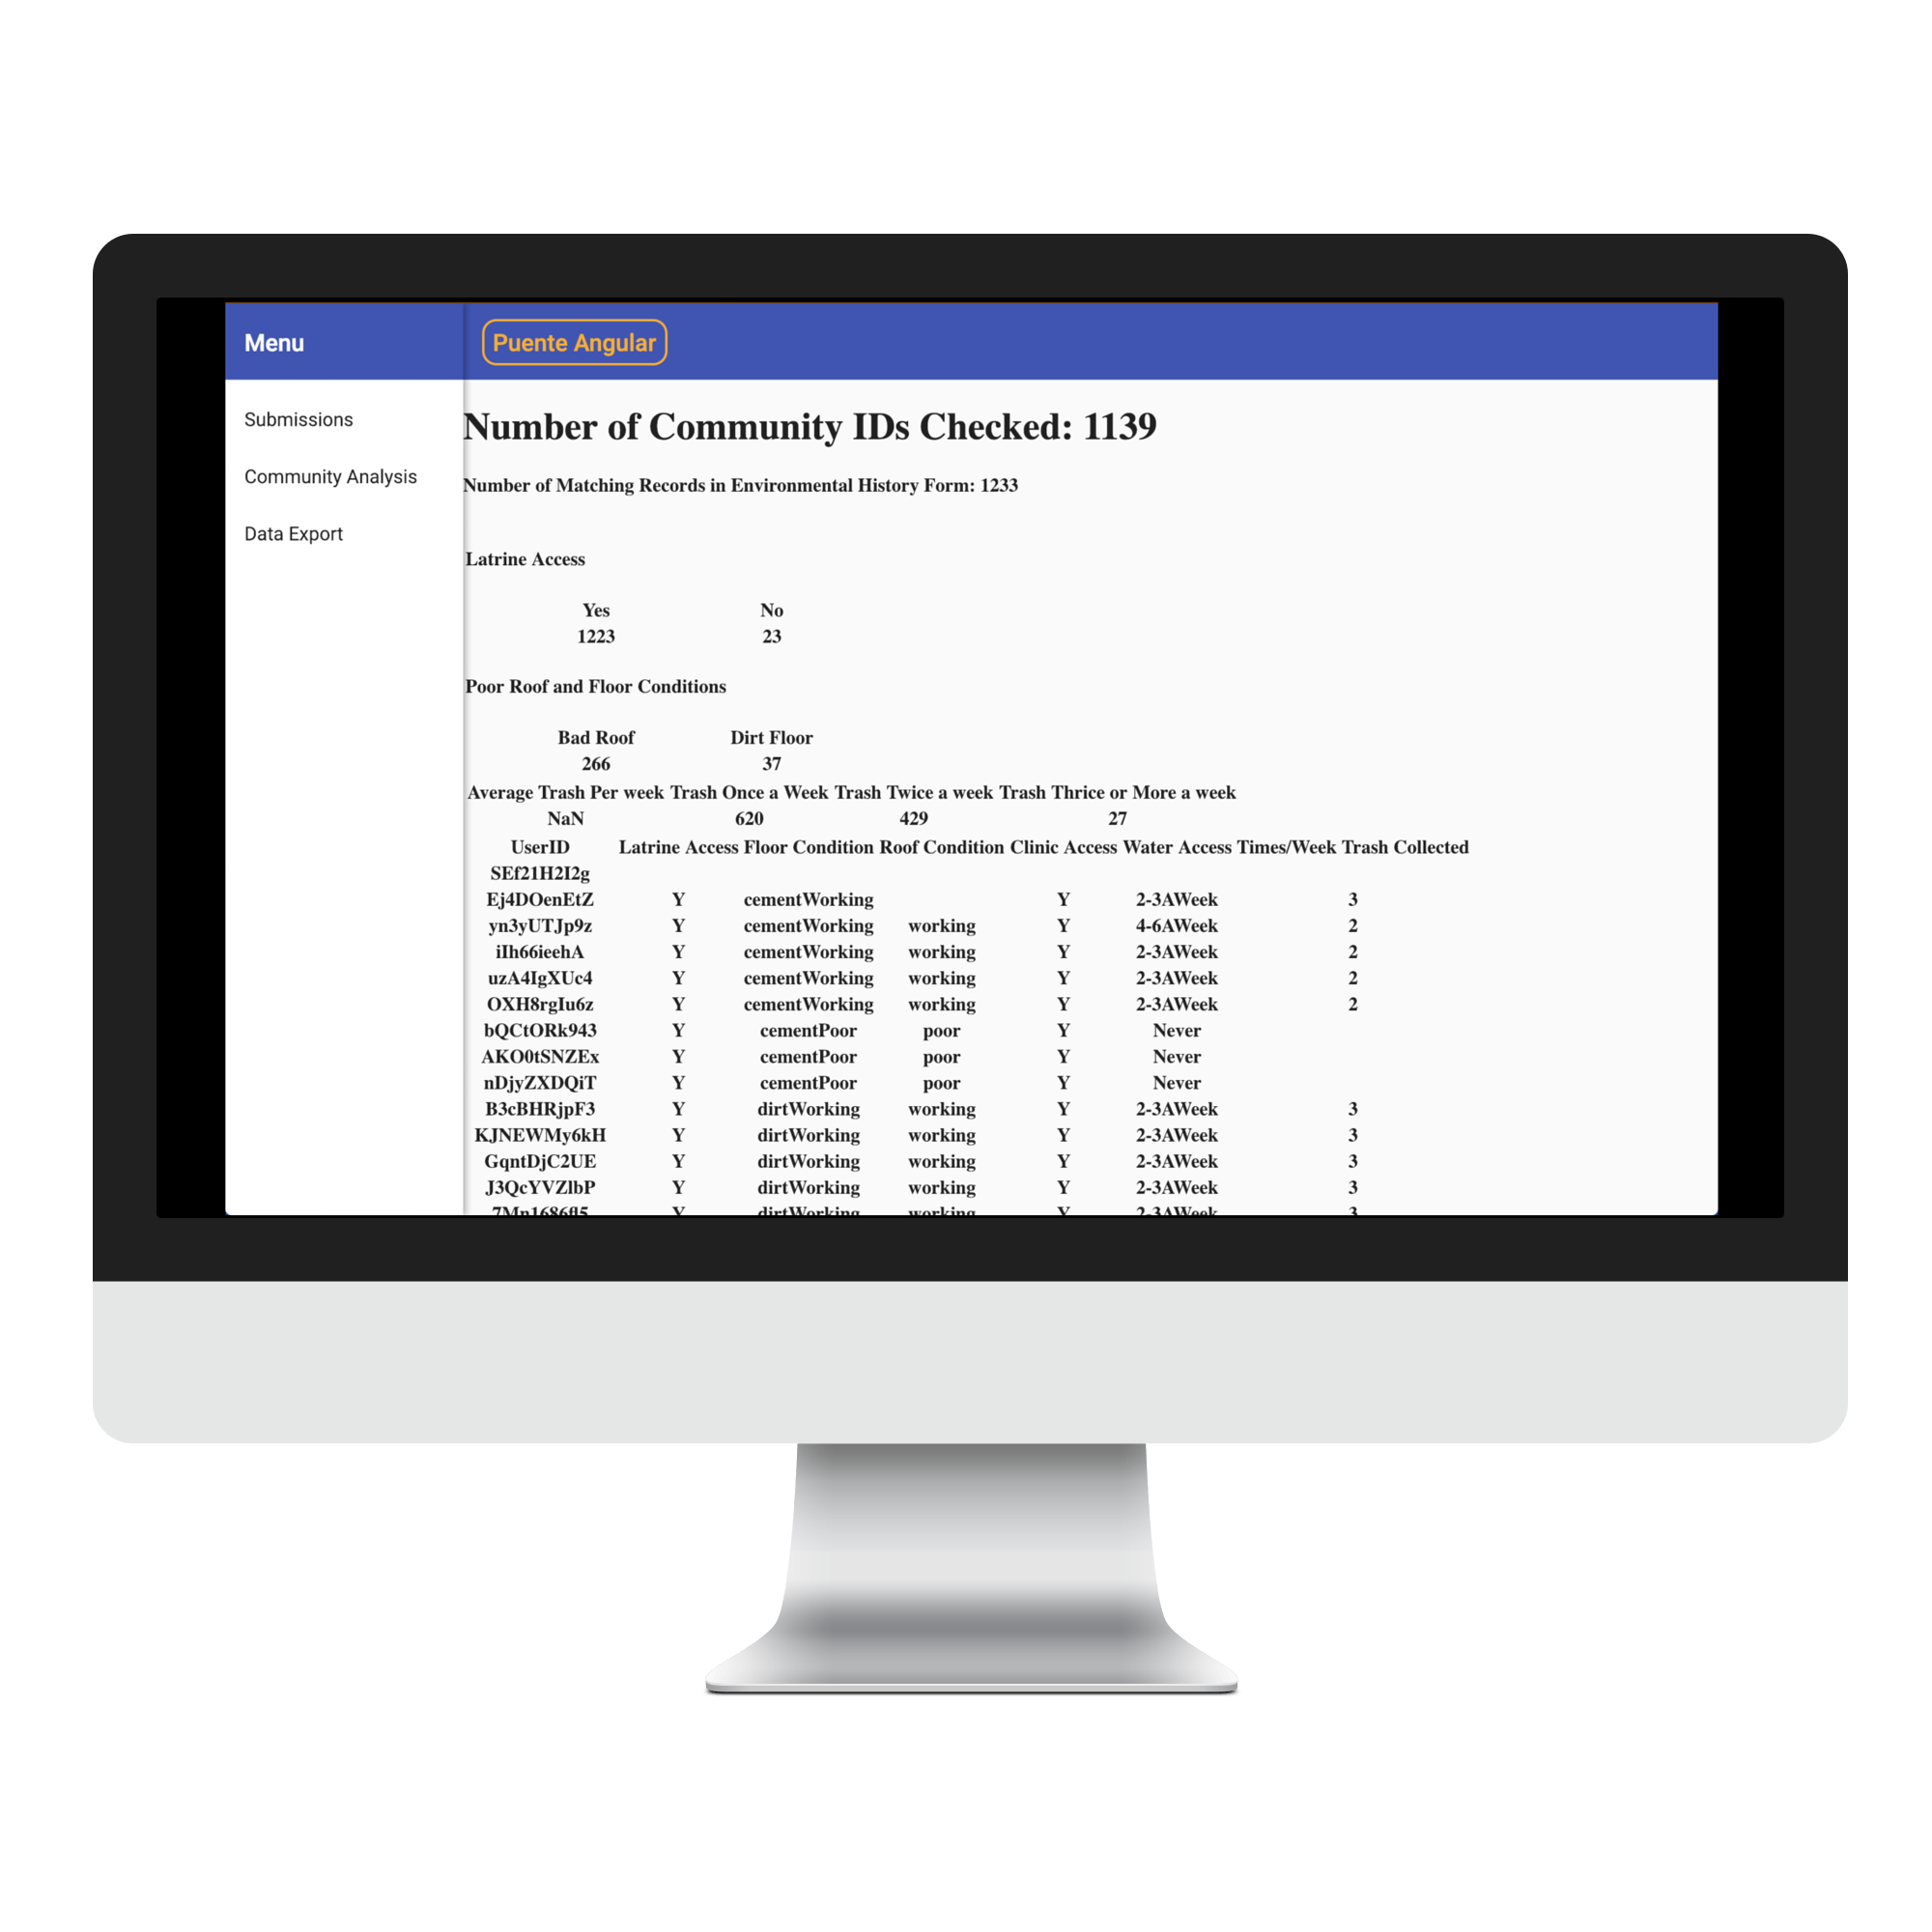 Menu
Puente Angular
Submissions
Community Analysis
Data Export
Number of Community IDs Checked: 1139
Number of Matching Records in Environmental History Form: 1233
Latrine Access
Yes No
1223 23
Poor Roof and Floor Conditions
Bad Roof Dirt Floor
266 37
Average Trash Per week Trash Once a Week Trash Twice a week Trash Thrice or More a week
NaN 620 429 27
UserID Latrine Access Floor Condition Roof Condition Clinic Access Water Access Times/Week Trash Collected
SEf21H2I2g
Ej4DOenEtZ Y cementWorking Y 2-3AWeek 3
yn3yUTJp9z Y cementWorking working Y 4-6AWeek 2
iIh66ieehA Y cementWorking working Y 2-3AWeek 2
uzA4IgXUc4 Y cementWorking working Y 2-3AWeek 2
OXH8rgIu6z Y cementWorking working Y 2-3AWeek 2
bQCtORk943 Y cementPoor poor Y Never
AKO0tSNZEx Y cementPoor poor Y Never
nDjyZXDQiT Y cementPoor poor Y Never
B3cBHRjpF3 Y dirtWorking working Y 2-3AWeek 3
KJNEWMy6kH Y dirtWorking working Y 2-3AWeek 3
GqntDjC2UE Y dirtWorking working Y 2-3AWeek 3
J3QcYVZlbP Y dirtWorking working Y 2-3AWeek 3
Y dirtWorking working Y 2-3AWeek 3